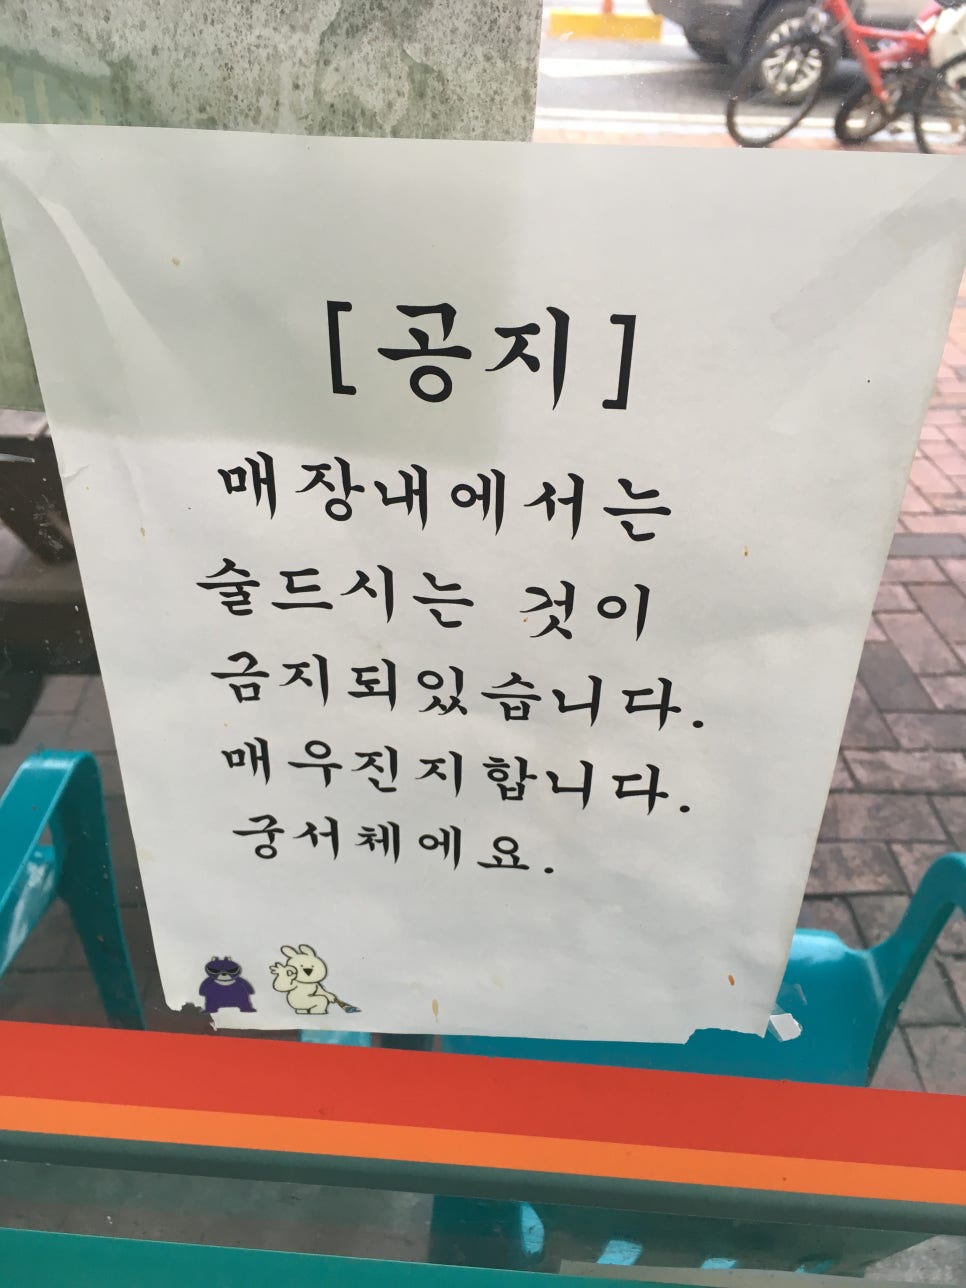 [공지]
매장내에서는
술드시는 것이
금지되있습니다.
매우진지합니다.
궁서체에요.